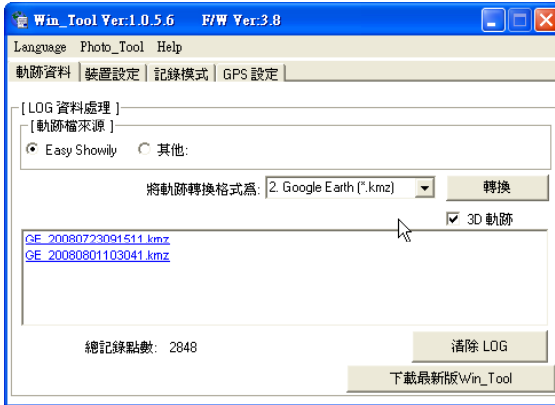 Win_Tool Ver:1.0.5.6 F/W Ver:3.8
Language Photo_Tool Help
軌跡資料 裝置設定 記錄模式 GPS 設定
[ LOG 資料處理 ]
[ 軌跡檔來源 ]
Easy Showily 其他:
將軌跡轉換格式為: 2. Google Earth (*.kmz) 轉換
3D 軌跡
GE_20080723091511.kmz
GE_20080801103041.kmz
總記錄點數: 2848 清除 LOG
下載最新版Win_Tool